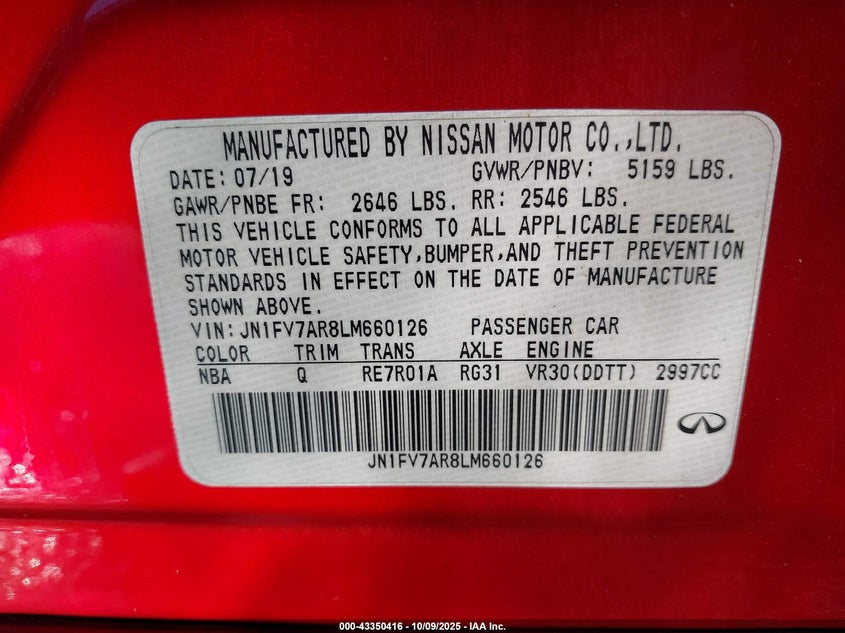 MANUFACTURED BY NISSAN MOTOR CO.,LTD.
DATE: 07/19 GVWR/PNBV: 5159 LBS.
GAWR/PNBE FR: 2646 LBS. RR: 2546 LBS.
THIS VEHICLE CONFORMS TO ALL APPLICABLE FEDERAL
MOTOR VEHICLE SAFETY,BUMPER,AND THEFT PREVENTION
STANDARDS IN EFFECT ON THE DATE OF MANUFACTURE
SHOWN ABOVE.
VIN:JN1FV7AR8LM660126 PASSENGER CAR
COLOR TRIM TRANS AXLE ENGINE
NBA Q RE7R01A RG31 VR30(DDTT) 2997CC
JN1FV7AR8LM660126
000-43350416 - 10/09/2025 - IAA Inc.